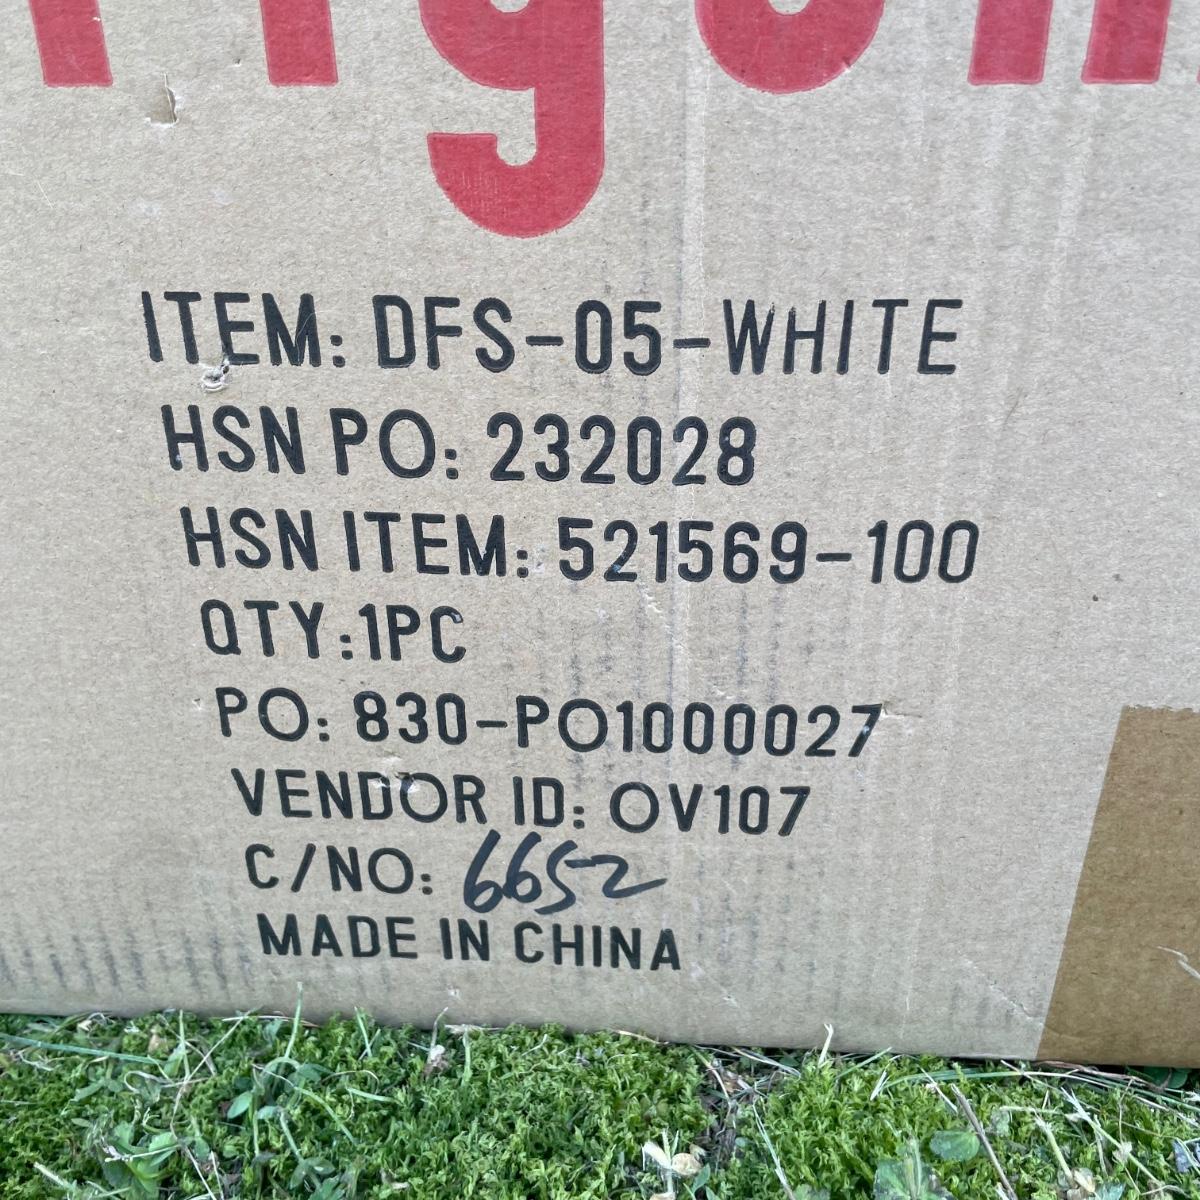 ITEM: DFS-05-WHITE
HSN PO: 232028
HSN ITEM: 521569-100
QTY:1PC
PO: 830-PO1000027
VENDOR ID: OV107
C/NO: 6652
MADE IN CHINA